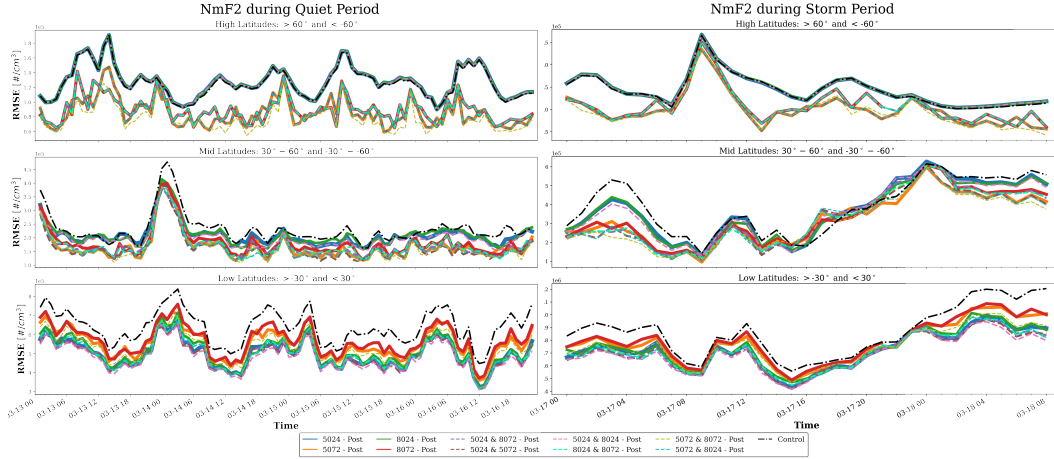 NmF2 during Quiet Period
NmF2 during Storm Period
High Latitudes: > 60° and < -60°
High Latitudes: > 60° and < -60°
RMSE [#/cm³]
Mid Latitudes: 30° − 60° and -30° − -60°
Mid Latitudes: 30° − 60° and -30° − -60°
1e5
RMSE [#/cm³]
Low Latitudes: > -30° and < 30°
Low Latitudes: > -30° and < 30°
1e6
RMSE [#/cm³]
03-13 06 03-13 12 03-13 18 03-14 00 03-14 06 03-14 12 03-14 18 03-15 00 03-15 06 03-15 12 03-15 18 03-16 00 03-16 06 03-16 12 03-16 18
03-17 00 03-17 04 03-17 08 03-17 12 03-17 16 03-17 20 03-18 00 03-18 04 03-18 08
Time
Time
5024 - Post 8024 - Post 5024 & 8072 - Post 5024 & 8024 - Post 5072 & 8072 - Post Control
5072 - Post 8072 - Post 5024 & 5072 - Post 8024 & 8072 - Post 5072 & 8024 - Post